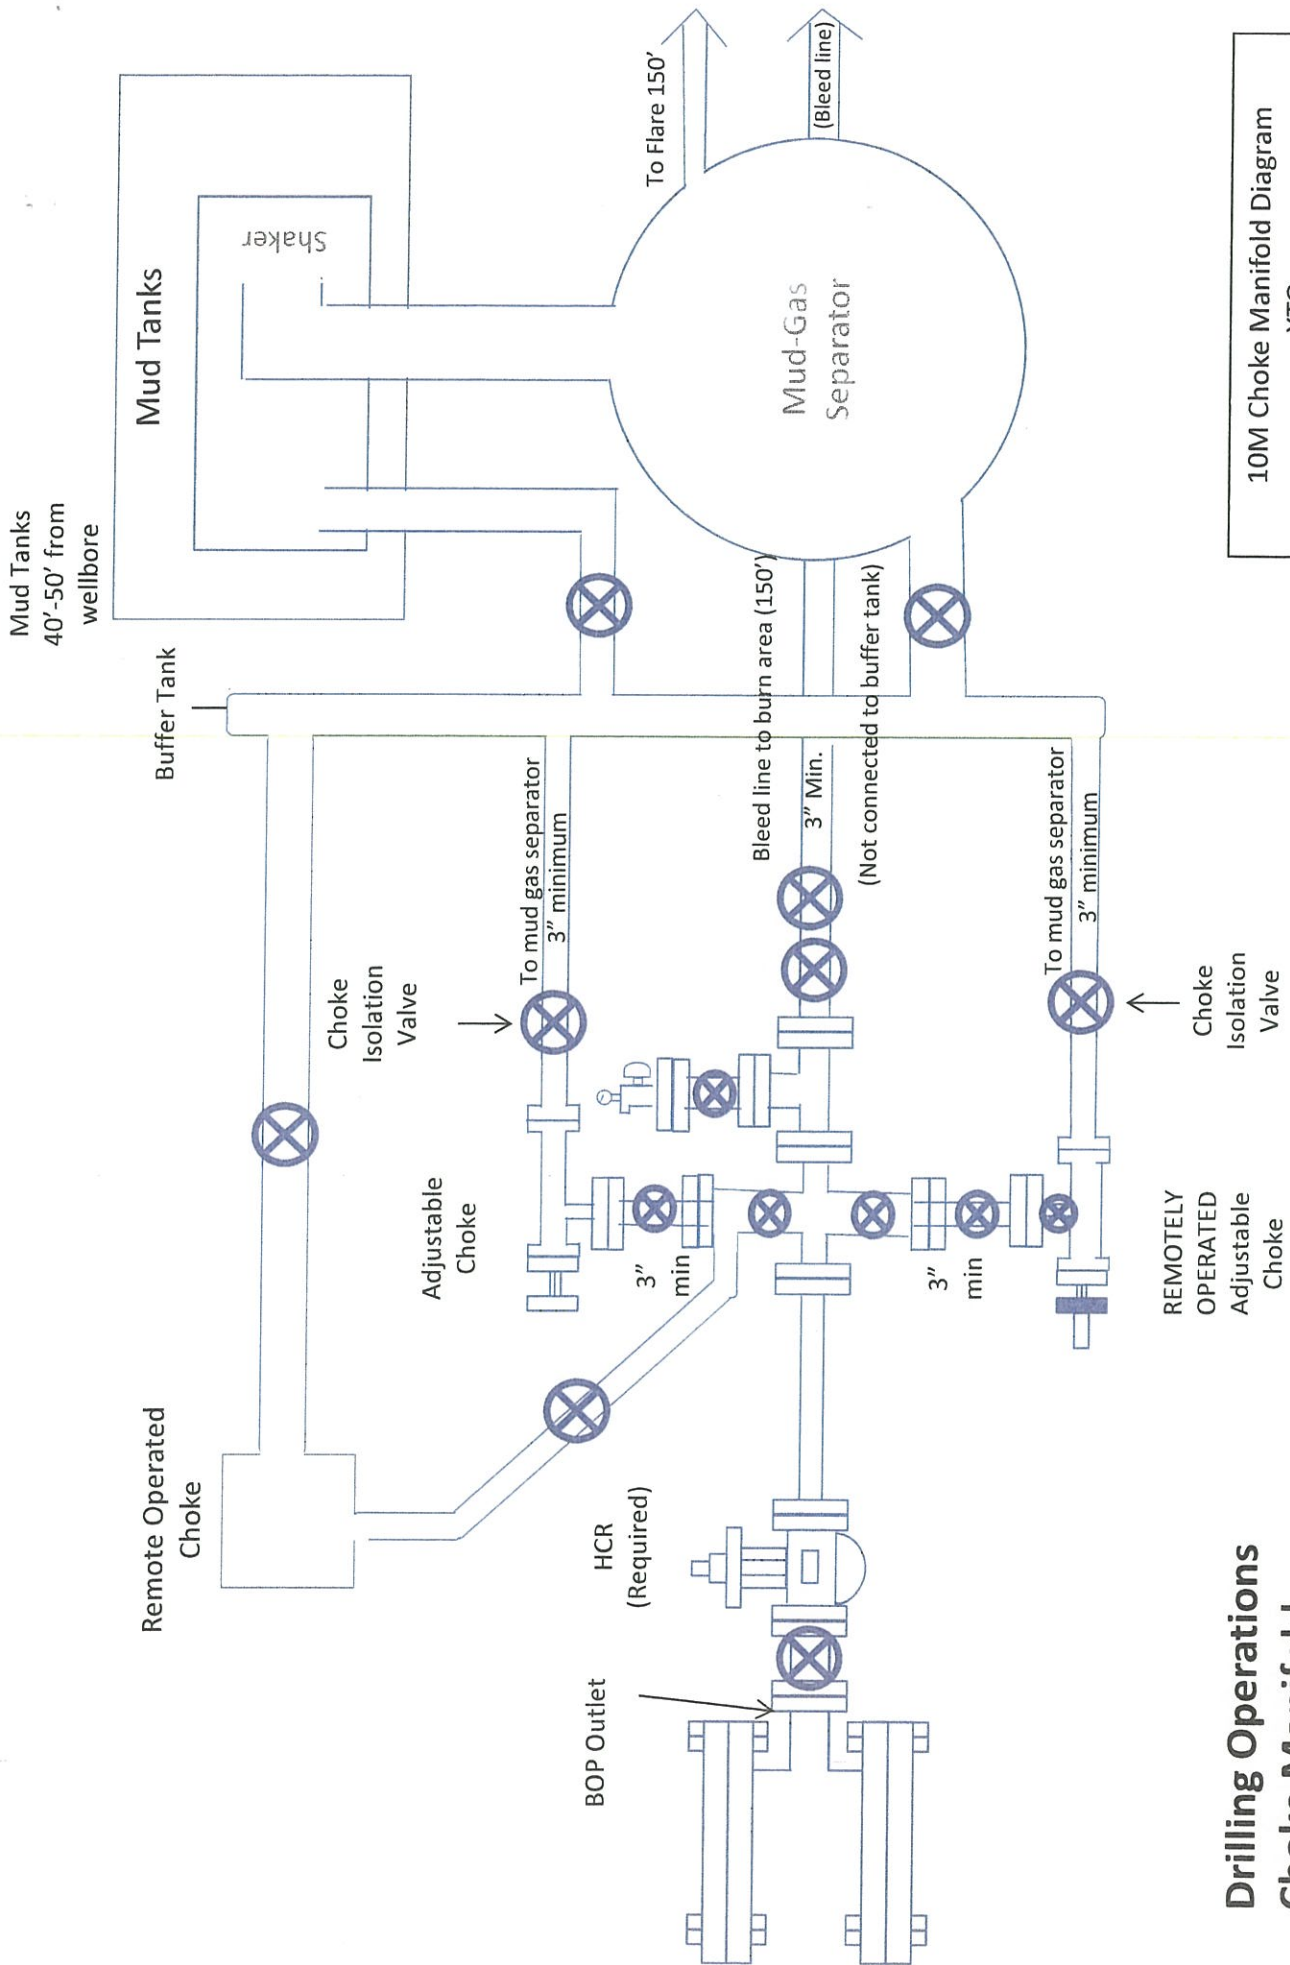 Mud Tanks
40'-50' from
wellbore
Mud Tanks
Shaker
Buffer Tank
To Flare 150'
(Bleed line)
Mud-Gas
Separator
Remote Operated
Choke
Choke
Isolation
Valve
To mud gas separator
3" minimum
Adjustable
Choke
3"
min
Bleed line to burn area (150')
3" Min.
(Not connected to buffer tank)
HCR
(Required)
BOP Outlet
3"
min
To mud gas separator
3" minimum
Choke
Isolation
Valve
REMOTELY
OPERATED
Adjustable
Choke
Drilling Operations
Choke Manifold
10M Choke Manifold Diagram